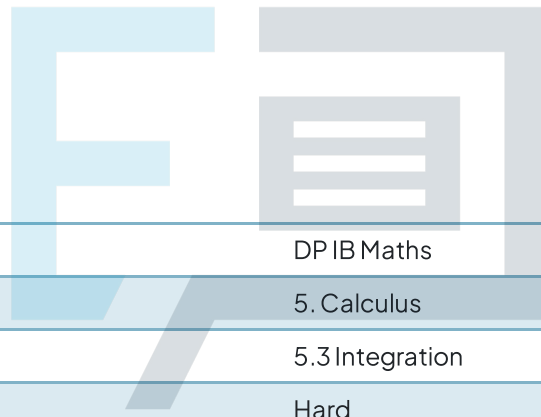 DP IB Maths
5. Calculus
5.3 Integration
Hard